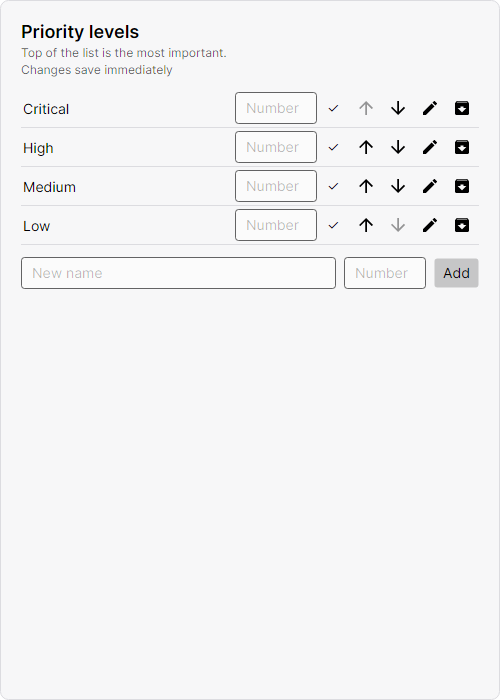 Priority levels
Top of the list is the most important.
Changes save immediately
Critical Number
High Number
Medium Number
Low Number
New name Number Add